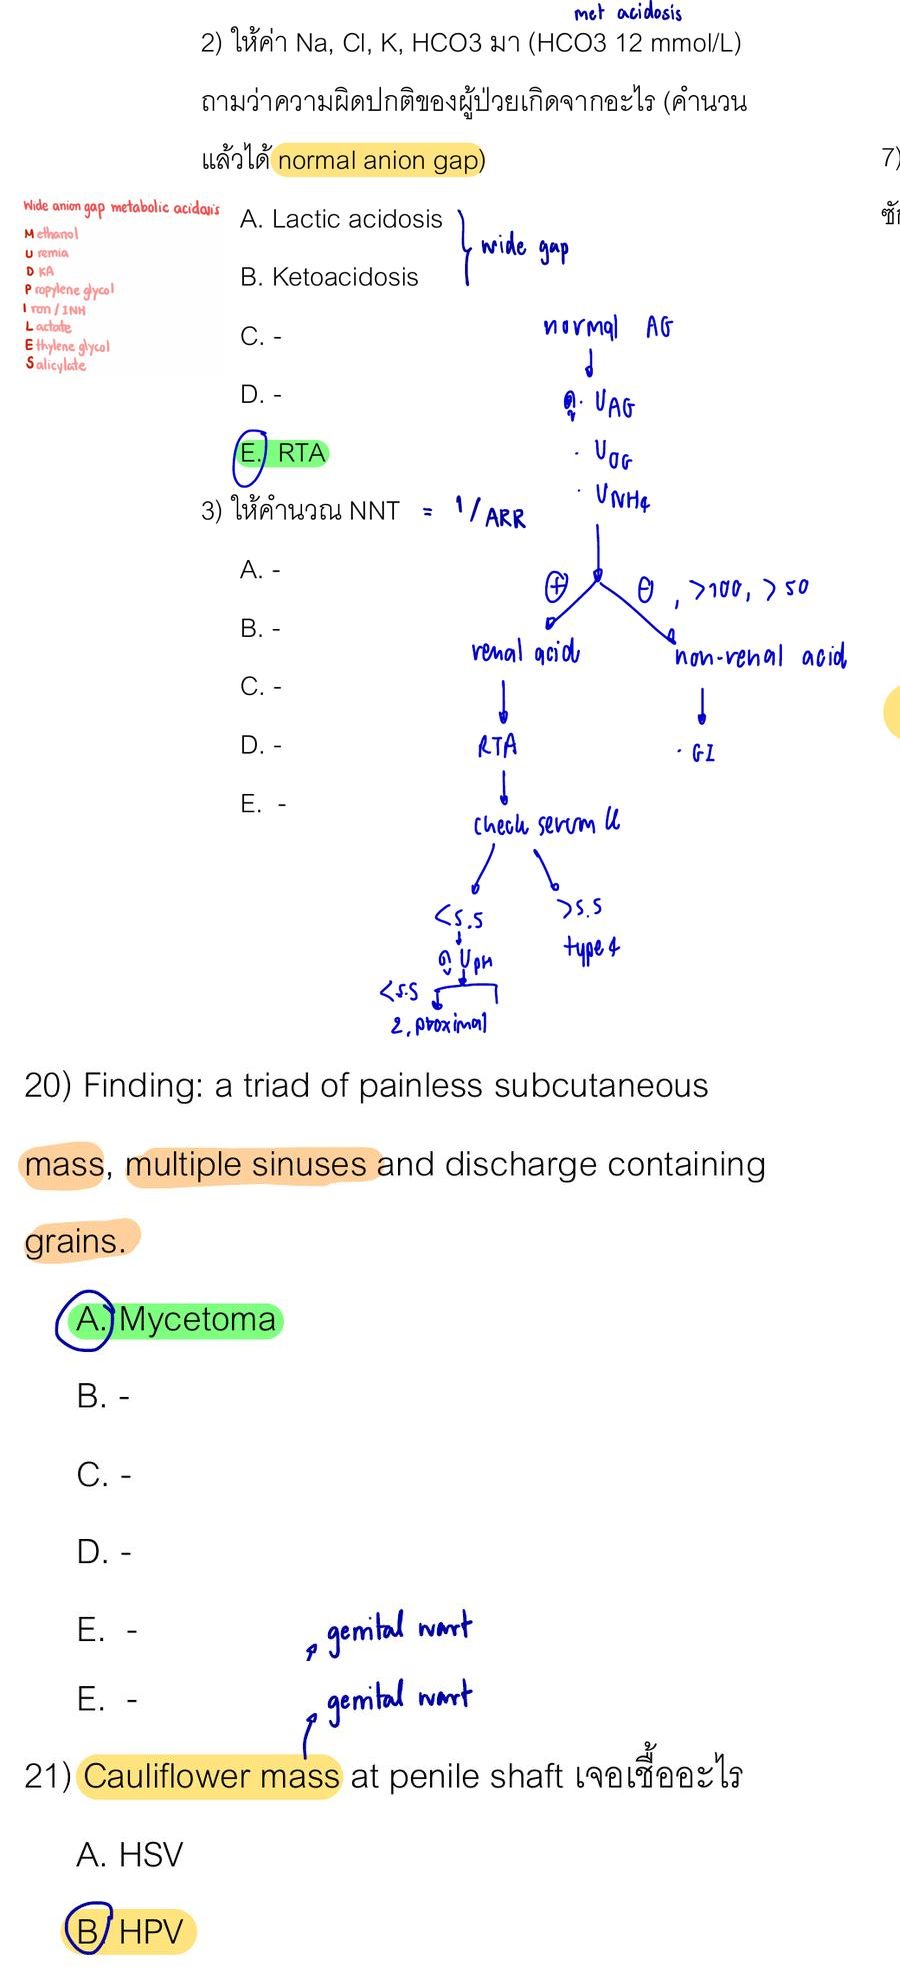 met acidosis
2) ให้ค่า Na, Cl, K, HCO3 มา (HCO3 12 mmol/L)
ถามว่าความผิดปกติของผู้ป่วยเกิดจากอะไร (คำนวน
แล้วได้ normal anion gap)
7)
Wide anion gap metabolic acidosis
Methanol
Uremia
DKA
Propylene glycol
Iron / INH
Lactate
Ethylene glycol
Salicylate
A. Lactic acidosis
B. Ketoacidosis
wide gap
C. -
D. -
E. RTA
normal AG
ดู · UAG
· UOG
· UNH4
3) ให้คำนวณ NNT = 1/ARR
A. -
B. -
C. -
D. -
E. -
⊕
⊖ , >100, > 50
renal acid
non-renal acid
RTA
· GI
check serum K
<5.5
>5.5
ดู UpH
type 4
<5.5
2, proximal
20) Finding: a triad of painless subcutaneous
mass, multiple sinuses and discharge containing
grains.
A. Mycetoma
B. -
C. -
D. -
E. -
genital wart
E. -
genital wart
21) Cauliflower mass at penile shaft เจอเชื้ออะไร
A. HSV
B. HPV